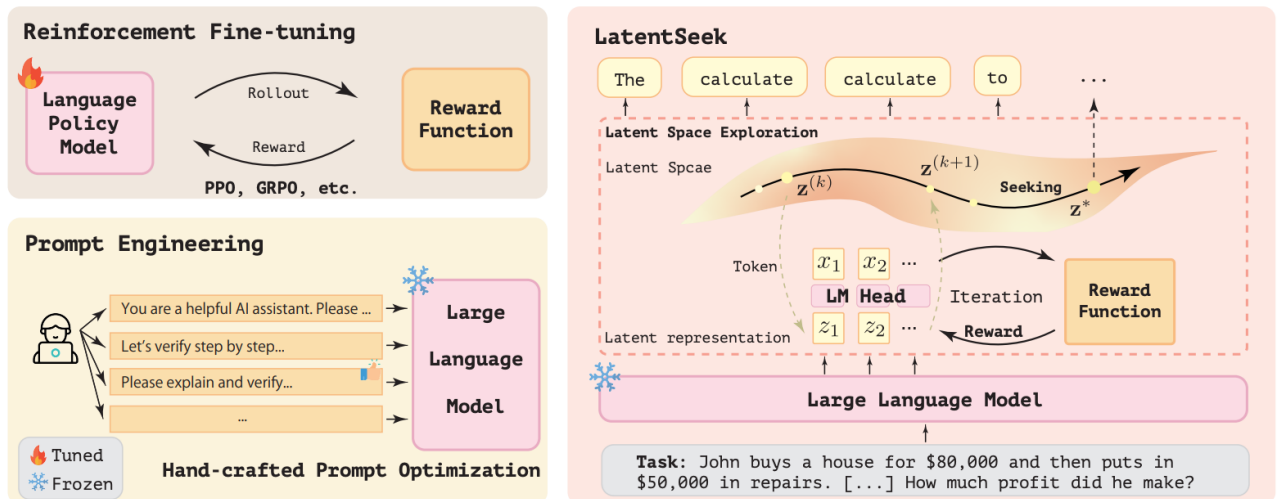 Reinforcement Fine-tuning
Language
Policy
Model
Rollout
Reward
Reward
Function
PPO, GRPO, etc.
Prompt Engineering
You are a helpful AI assistant. Please ...
Let's verify step by step...
Please explain and verify...
...
Large
Language
Model
Tuned
Frozen
Hand-crafted Prompt Optimization
LatentSeek
The
calculate
calculate
to
...
Latent Space Exploration
Latent Spcae
z^(k)
z^(k+1)
Seeking
z*
Token
x₁ x₂ ...
LM Head
z₁ z₂ ...
Latent representation
Iteration
Reward
Reward
Function
Large Language Model
Task: John buys a house for $80,000 and then puts in
$50,000 in repairs. [...] How much profit did he make?